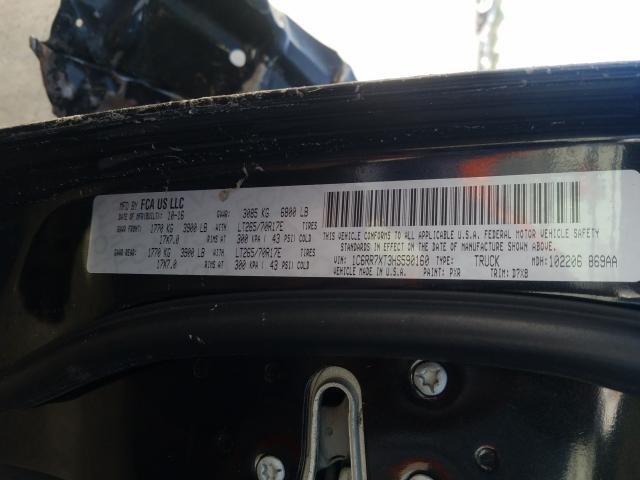 MFD BY FCA US LLC
DATE OF MFR(BUILT): 10-16 GVWR: 3085 KG 6800 LB
GAWR FRONT: 1770 KG 3900 LB WITH LT265/70R17E
17X7.0 RIMS AT 300 KPA ( 43 PSI) COLD
GAWR REAR: 1770 KG 3900 LB WITH LT265/70R17E
17X7.0 RIMS AT 300 KPA ( 43 PSI) COLD
THIS VEHICLE CONFORMS TO ALL APPLICABLE U.S.A. FEDERAL MOTOR VEHICLE SAFETY
STANDARDS IN EFFECT ON THE DATE OF MANUFACTURE SHOWN ABOVE.
VIN: 1C6RR7XT3HS590160 TYPE: TRUCK MDH: 102206 869AA
MADE IN U.S.A. PAINT: PXR TRIM: D7X8